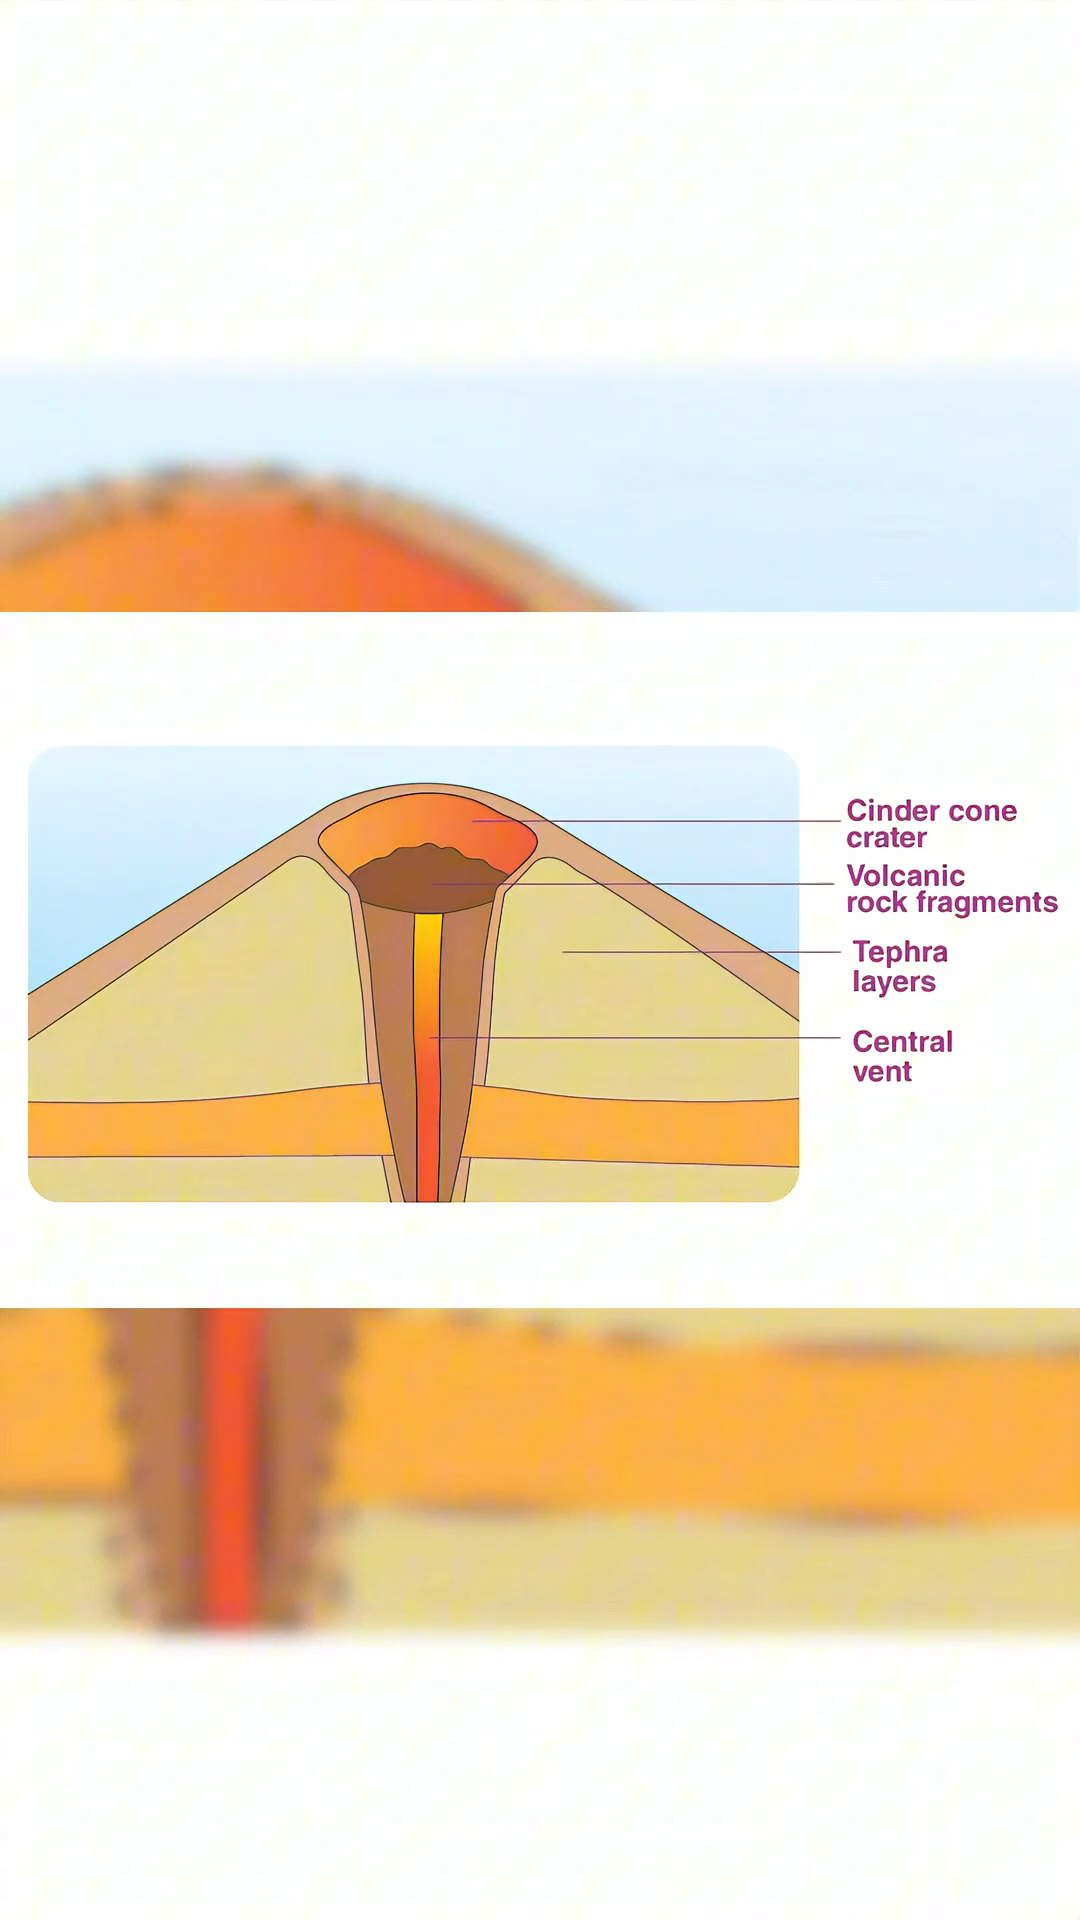 Cinder cone
crater
Volcanic
rock fragments
Tephra
layers
Central
vent